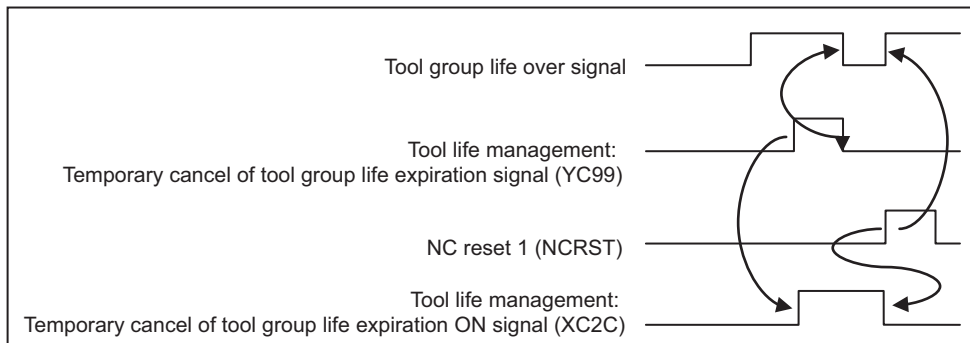 Tool group life over signal
Tool life management:
Temporary cancel of tool group life expiration signal (YC99)
NC reset 1 (NCRST)
Tool life management:
Temporary cancel of tool group life expiration ON signal (XC2C)